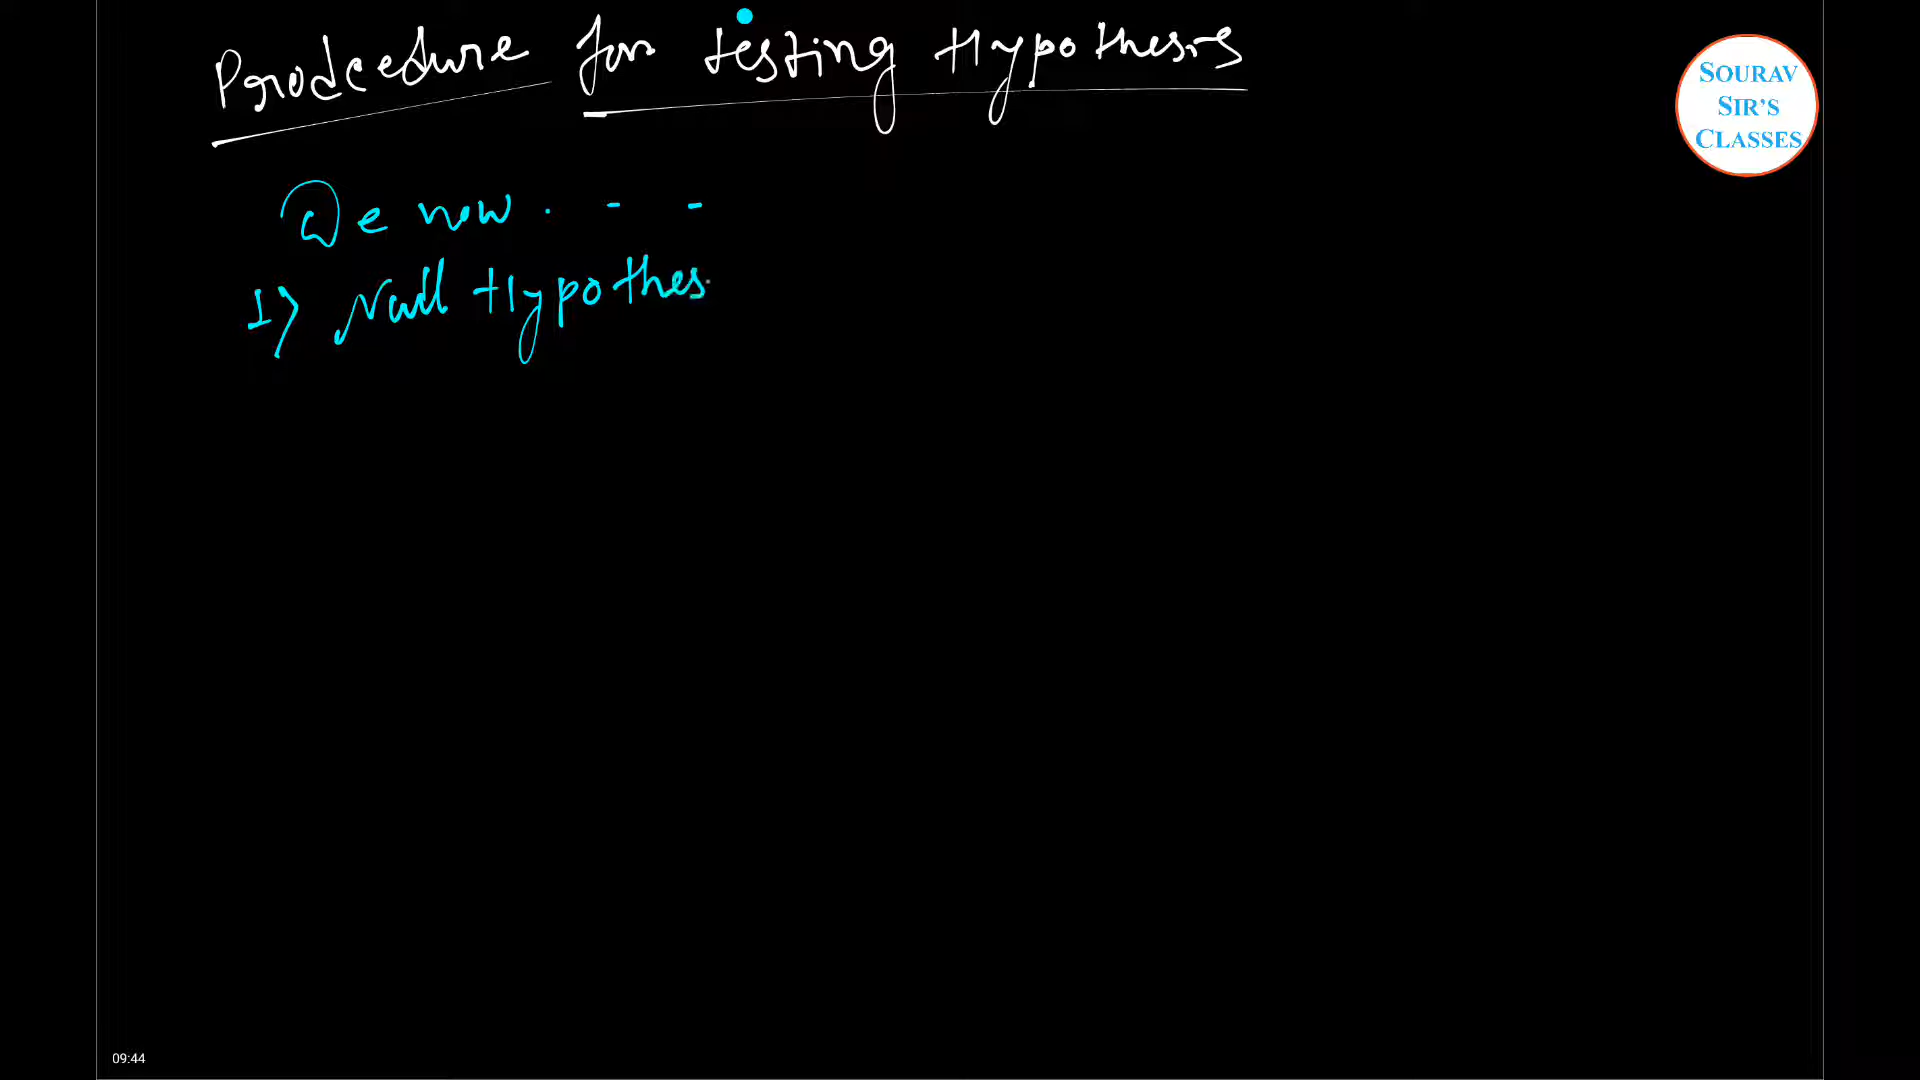 Prodcedure for testing Hypothesis
We now . - -
1) Null Hypothes
SOURAV
SIR'S
CLASSES
09:44